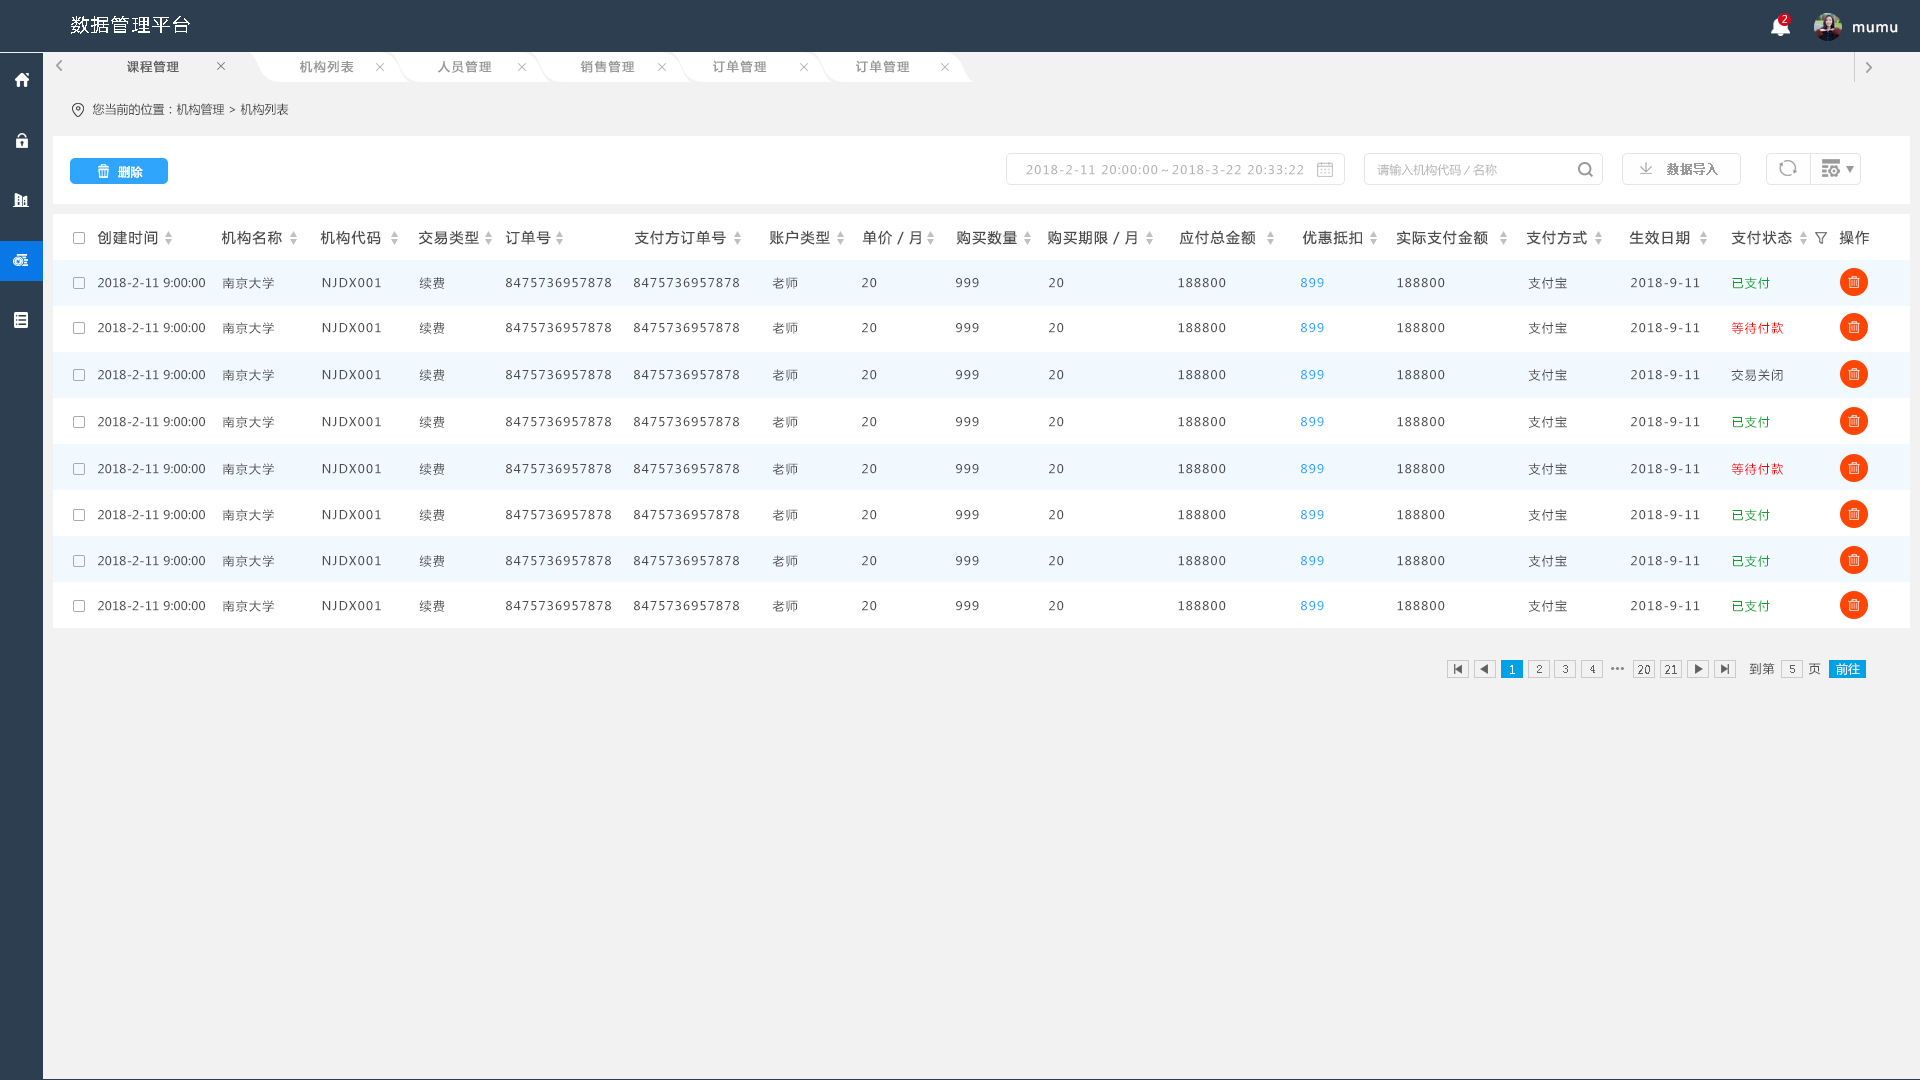 数据管理平台
2
mumu
课程管理 机构列表 人员管理 销售管理 订单管理 订单管理
您当前的位置：机构管理 > 机构列表
删除 2018-2-11 20:00:00～2018-3-22 20:33:22 请输入机构代码 / 名称 数据导入
创建时间 机构名称 机构代码 交易类型 订单号 支付方订单号 账户类型 单价 / 月 购买数量 购买期限 / 月 应付总金额 优惠抵扣 实际支付金额 支付方式 生效日期 支付状态 操作
2018-2-11 9:00:00 南京大学 NJDX001 续费 8475736957878 8475736957878 老师 20 999 20 188800 899 188800 支付宝 2018-9-11 已支付
2018-2-11 9:00:00 南京大学 NJDX001 续费 8475736957878 8475736957878 老师 20 999 20 188800 899 188800 支付宝 2018-9-11 等待付款
2018-2-11 9:00:00 南京大学 NJDX001 续费 8475736957878 8475736957878 老师 20 999 20 188800 899 188800 支付宝 2018-9-11 交易关闭
2018-2-11 9:00:00 南京大学 NJDX001 续费 8475736957878 8475736957878 老师 20 999 20 188800 899 188800 支付宝 2018-9-11 已支付
2018-2-11 9:00:00 南京大学 NJDX001 续费 8475736957878 8475736957878 老师 20 999 20 188800 899 188800 支付宝 2018-9-11 等待付款
2018-2-11 9:00:00 南京大学 NJDX001 续费 8475736957878 8475736957878 老师 20 999 20 188800 899 188800 支付宝 2018-9-11 已支付
2018-2-11 9:00:00 南京大学 NJDX001 续费 8475736957878 8475736957878 老师 20 999 20 188800 899 188800 支付宝 2018-9-11 已支付
2018-2-11 9:00:00 南京大学 NJDX001 续费 8475736957878 8475736957878 老师 20 999 20 188800 899 188800 支付宝 2018-9-11 已支付
1 2 3 4 ··· 20 21 到第 5 页 前往